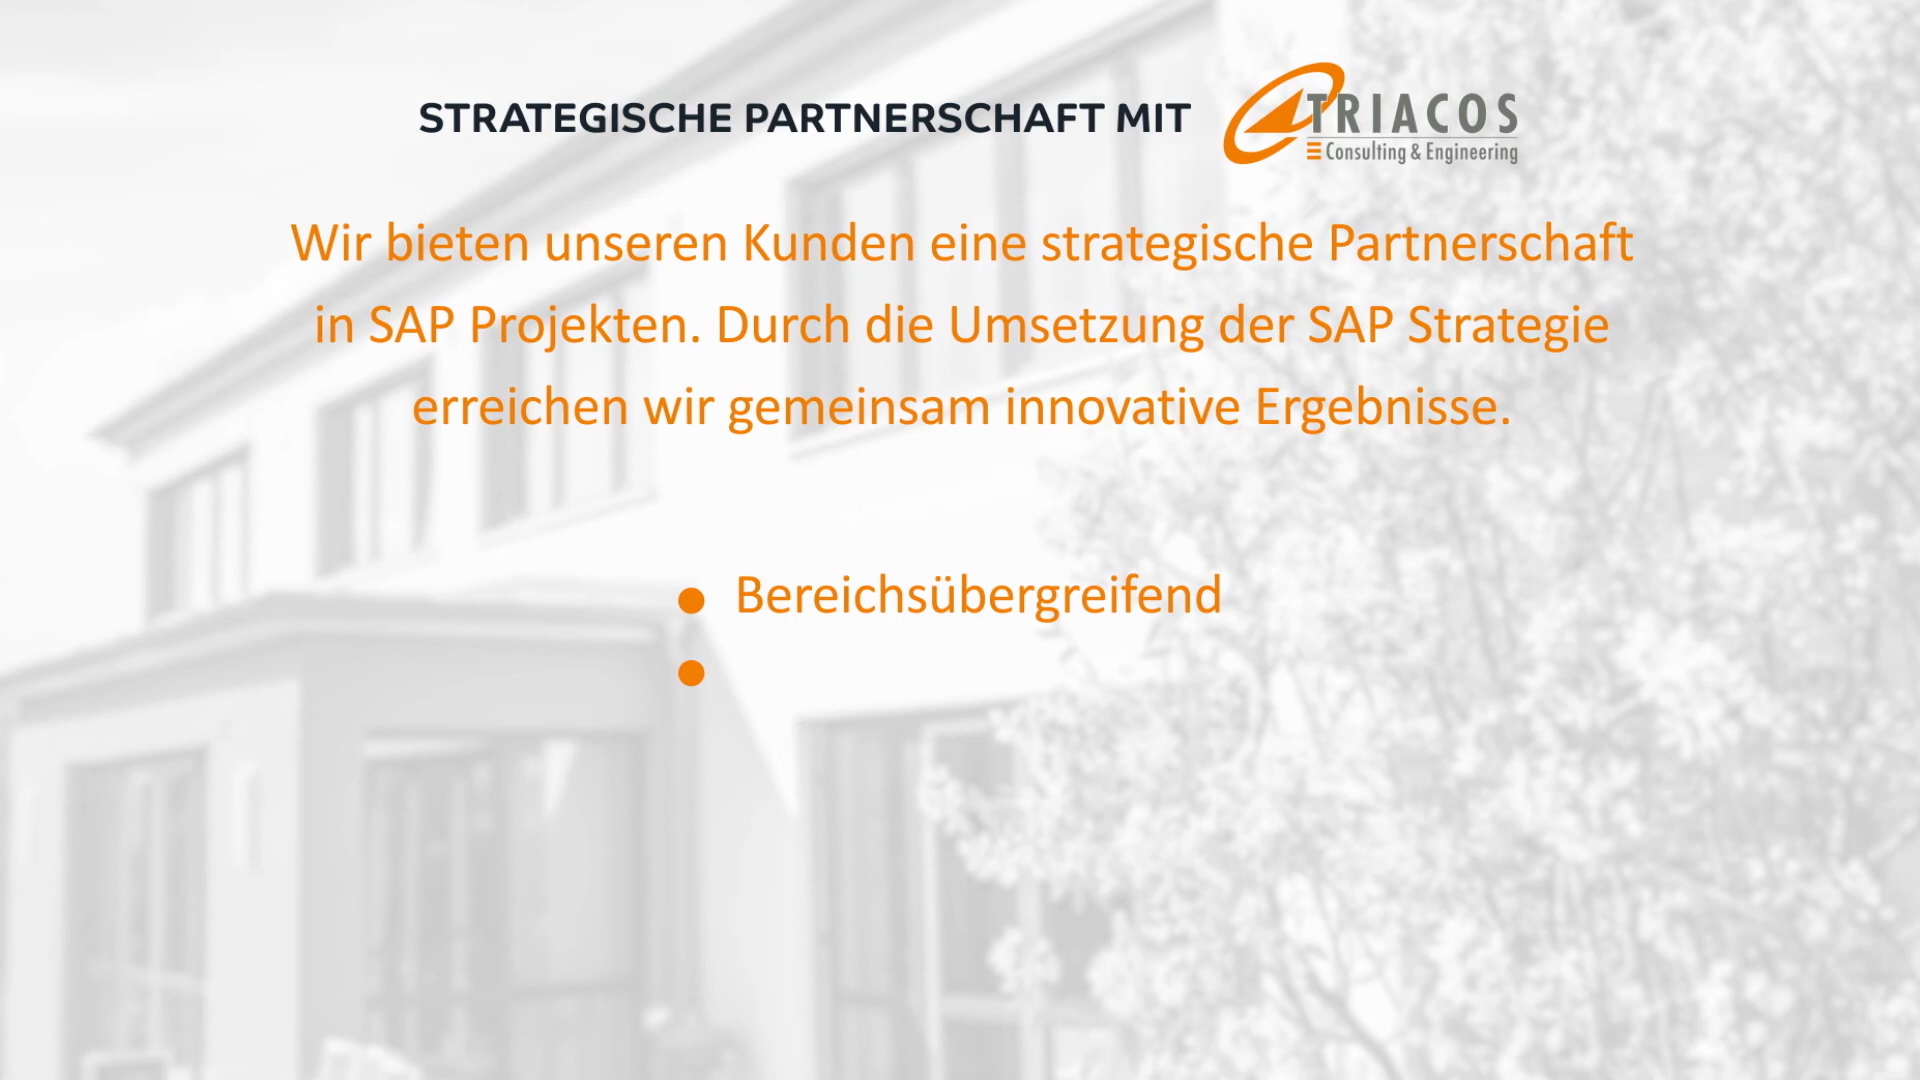 STRATEGISCHE PARTNERSCHAFT MIT
TRIACOS
Consulting & Engineering
Wir bieten unseren Kunden eine strategische Partnerschaft
in SAP Projekten. Durch die Umsetzung der SAP Strategie
erreichen wir gemeinsam innovative Ergebnisse.
● Bereichsübergreifend
●